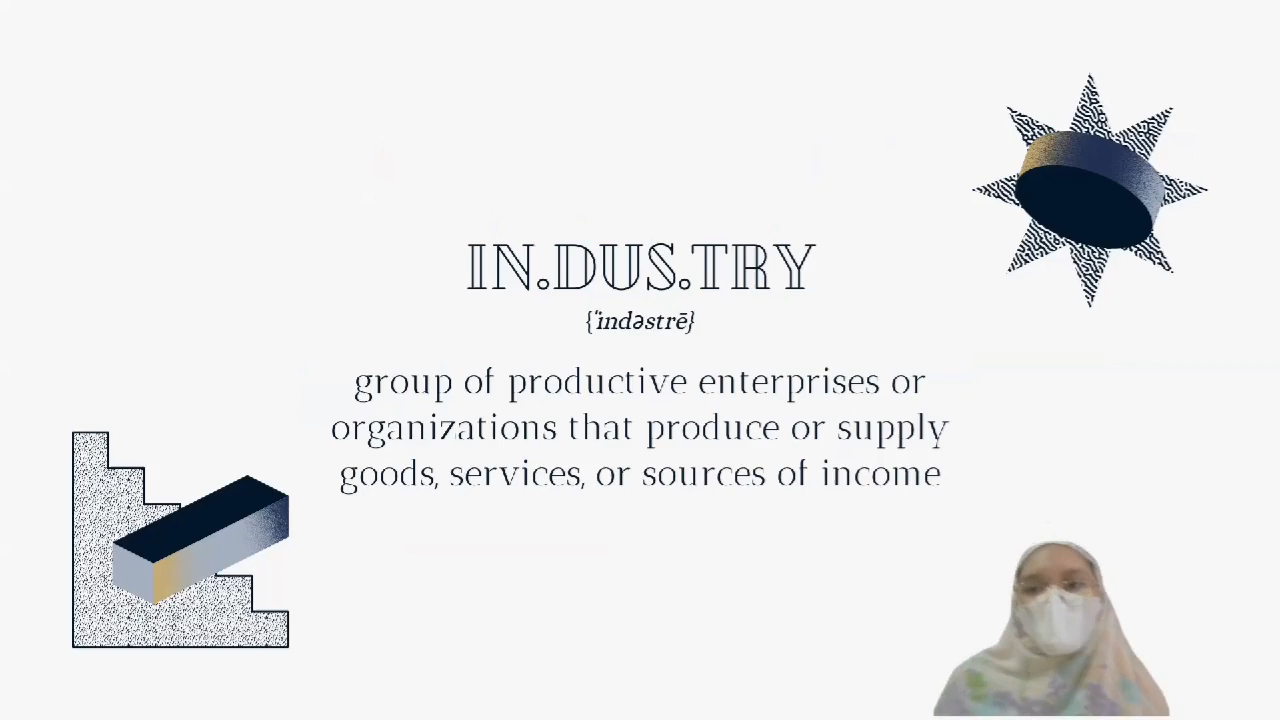 IN.DUS.TRY
{ˈindəstrē}
group of productive enterprises or
organizations that produce or supply
goods, services, or sources of income